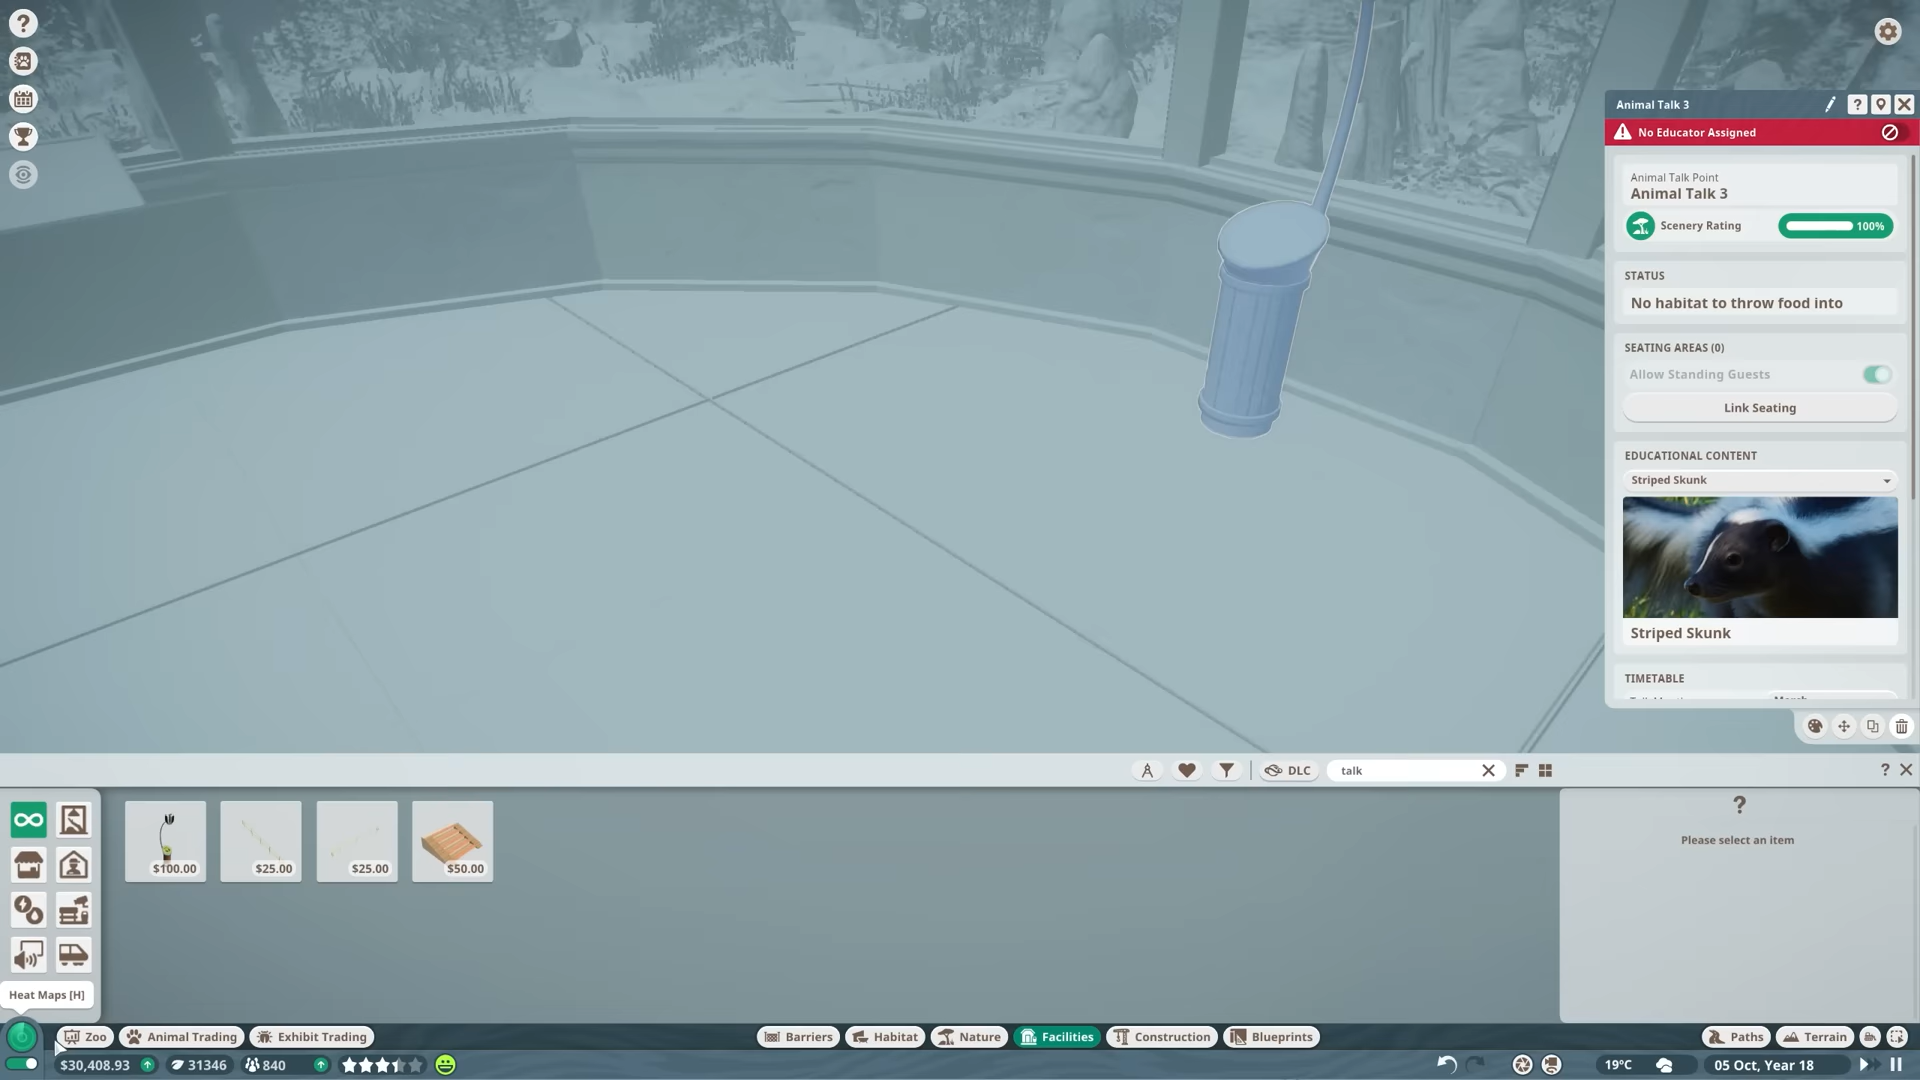 Animal Talk 3
No Educator Assigned
Animal Talk Point
Animal Talk 3
Scenery Rating
100%
STATUS
No habitat to throw food into
SEATING AREAS (0)
Allow Standing Guests
Link Seating
EDUCATIONAL CONTENT
Striped Skunk
Striped Skunk
TIMETABLE
March
DLC
talk
?
Please select an item
$100.00
$25.00
$25.00
$50.00
Heat Maps [H]
Zoo
Animal Trading
Exhibit Trading
Barriers
Habitat
Nature
Facilities
Construction
Blueprints
Paths
Terrain
$30,408.93
31346
840
19°C
05 Oct, Year 18